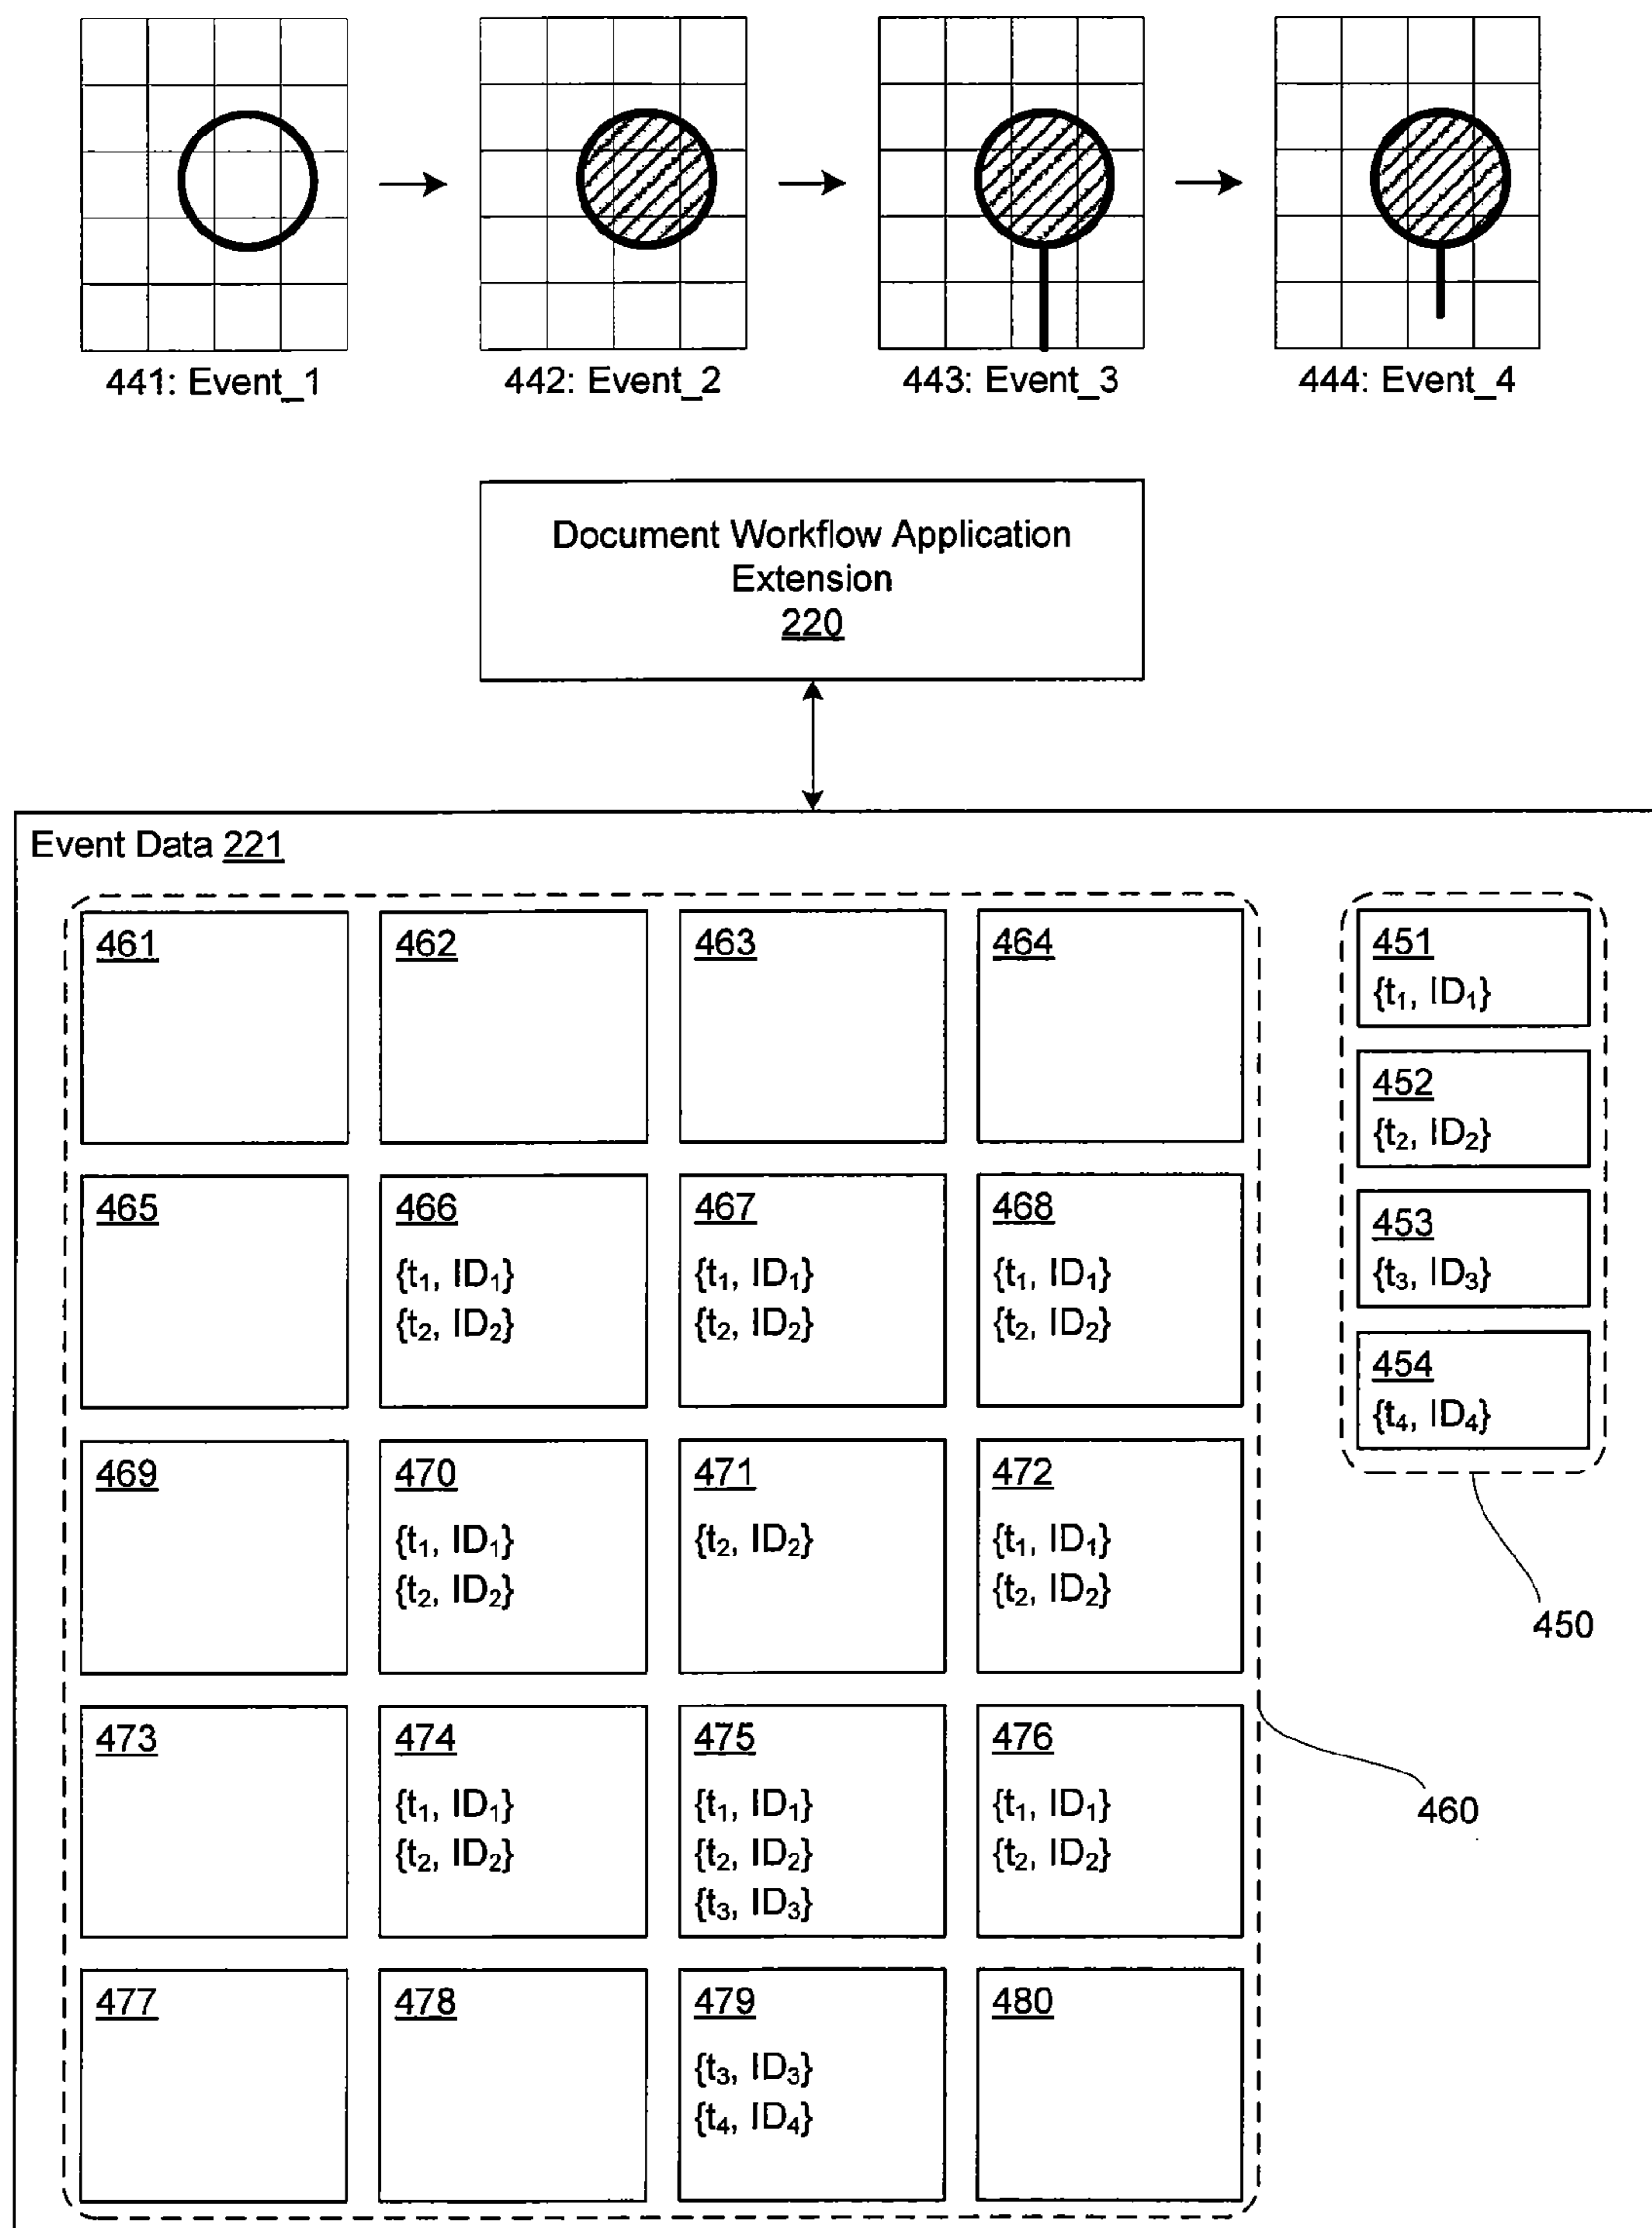 441: Event_1
442: Event_2
443: Event_3
444: Event_4
Document Workflow Application
Extension
220
Event Data 221
461
462
463
464
465
466
{t₁, ID₁}
{t₂, ID₂}
467
{t₁, ID₁}
{t₂, ID₂}
468
{t₁, ID₁}
{t₂, ID₂}
469
470
{t₁, ID₁}
{t₂, ID₂}
471
{t₂, ID₂}
472
{t₁, ID₁}
{t₂, ID₂}
473
474
{t₁, ID₁}
{t₂, ID₂}
475
{t₁, ID₁}
{t₂, ID₂}
{t₃, ID₃}
476
{t₁, ID₁}
{t₂, ID₂}
477
478
479
{t₃, ID₃}
{t₄, ID₄}
480
460
451
{t₁, ID₁}
452
{t₂, ID₂}
453
{t₃, ID₃}
454
{t₄, ID₄}
450